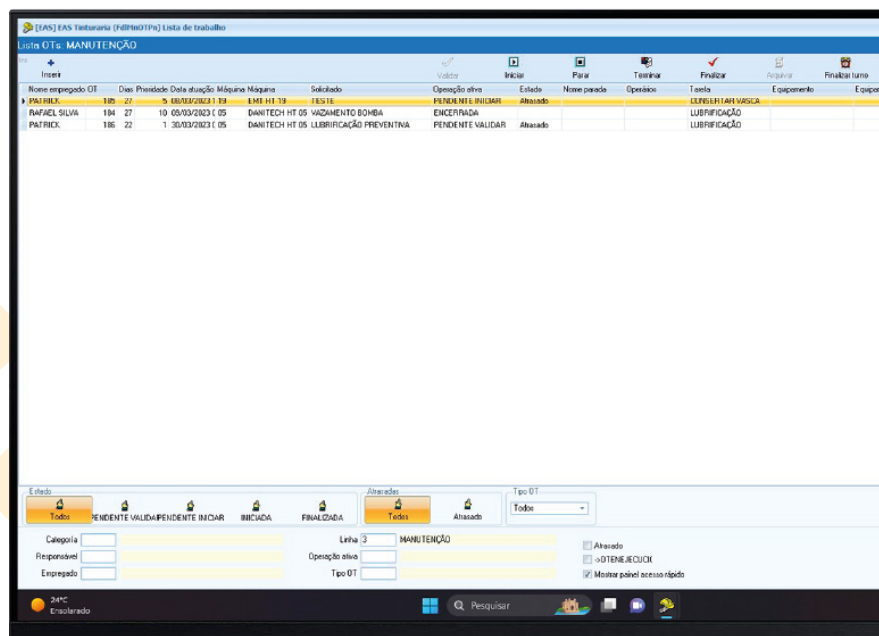 [EAS] EAS Tinturaria (FdlMnOTPn) Lista de trabalho
Lista OTs: MANUTENÇÃO
Inserir Validar Iniciar Parar Terminar Finalizar Arquivar Finalizar turno
Nome empregado OT Dias Prioridade Data atuação Máquina Máquina Solicitado Operação ativa Estado Nome parada Operários Tarefa Equipamento Equipam
PATRICK 185 27 5 08/03/2023 1 19 EMT HT 19 TESTE PENDENTE INICIAR Atrasado CONSERTAR VASCA
RAFAEL SILVA 184 27 10 09/03/2023 ( 05 DANITECH HT 05 VAZAMENTO BOMBA ENCERRADA LUBRIFICAÇÃO
PATRICK 186 22 1 30/03/2023 ( 05 DANITECH HT 05 LUBRIFICAÇÃO PREVENTIVA PENDENTE VALIDAR Atrasado LUBRIFICAÇÃO
Estado Atrasadas Tipo OT
Todos PENDENTE VALIDA PENDENTE INICIAR INICIADA FINALIZADA Todos Atrasado Todos
Categoria Linha 3 MANUTENÇÃO Atrasado
Responsável Operação ativa ->OTENEJECUCIC
Empregado Tipo OT Mostrar painel acesso rápido
24°C
Ensolarado
Pesquisar